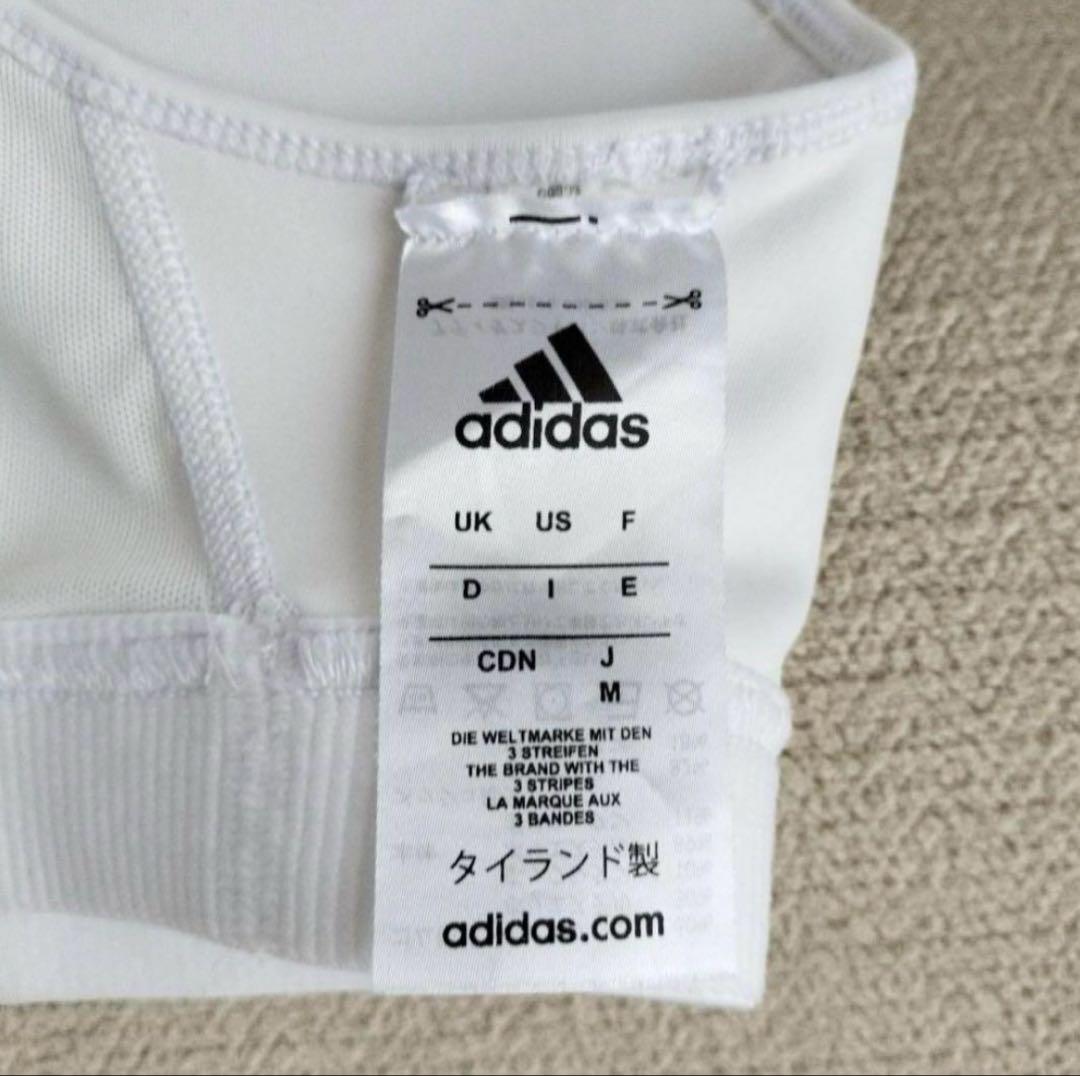 adidas
UK US F
D I E
CDN J
M
DIE WELTMARKE MIT DEN
3 STREIFEN
THE BRAND WITH THE
3 STRIPES
LA MARQUE AUX
3 BANDES
タイランド製
adidas.com